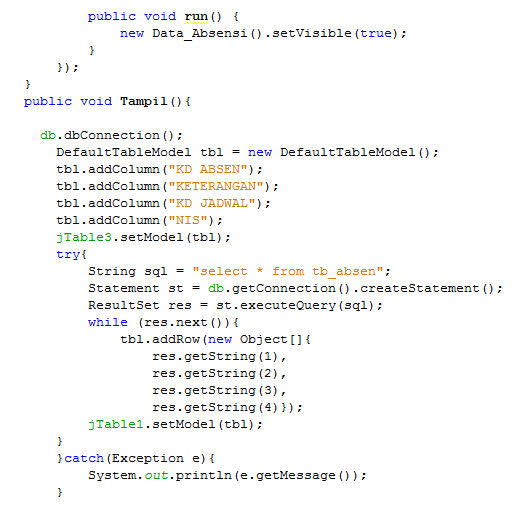 public void run() {
new Data_Absensi().setVisible(true);
}
});
}
public void Tampil(){
db.dbConnection();
DefaultTableModel tbl = new DefaultTableModel();
tbl.addColumn("KD ABSEN");
tbl.addColumn("KETERANGAN");
tbl.addColumn("KD JADWAL");
tbl.addColumn("NIS");
jTable3.setModel(tbl);
try{
String sql = "select * from tb_absen";
Statement st = db.getConnection().createStatement();
ResultSet res = st.executeQuery(sql);
while (res.next()){
tbl.addRow(new Object[]{
res.getString(1),
res.getString(2),
res.getString(3),
res.getString(4)});
jTable1.setModel(tbl);
}
}catch(Exception e){
System.out.println(e.getMessage());
}